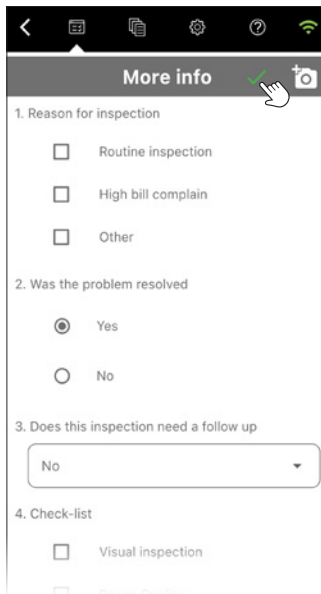 More info
1. Reason for inspection
Routine inspection
High bill complain
Other
2. Was the problem resolved
Yes
No
3. Does this inspection need a follow up
No
4. Check-list
Visual inspection